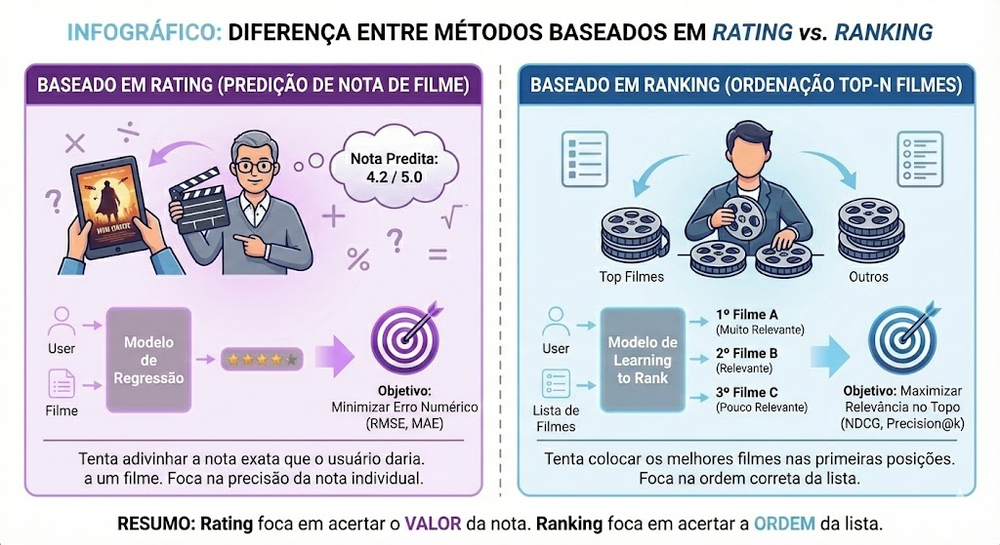 INFOGRÁFICO: DIFERENÇA ENTRE MÉTODOS BASEADOS EM RATING vs. RANKING
BASEADO EM RATING (PREDIÇÃO DE NOTA DE FILME)
Nota Predita:
4.2 / 5.0
User
Filme
Modelo
de
Regressão
Objetivo:
Minimizar Erro Numérico
(RMSE, MAE)
Tenta adivinhar a nota exata que o usuário daria.
a um filme. Foca na precisão da nota individual.
BASEADO EM RANKING (ORDENAÇÃO TOP-N FILMES)
Top Filmes
Outros
User
Lista de
Filmes
Modelo de
Learning
to Rank
1º Filme A
(Muito Relevante)
2º Filme B
(Relevante)
3º Filme C
(Pouco Relevante)
Objetivo: Maximizar
Relevância no Topo
(NDCG, Precision@k)
Tenta colocar os melhores filmes nas primeiras posições.
Foca na ordem correta da lista.
RESUMO: Rating foca em acertar o VALOR da nota. Ranking foca em acertar a ORDEM da lista.